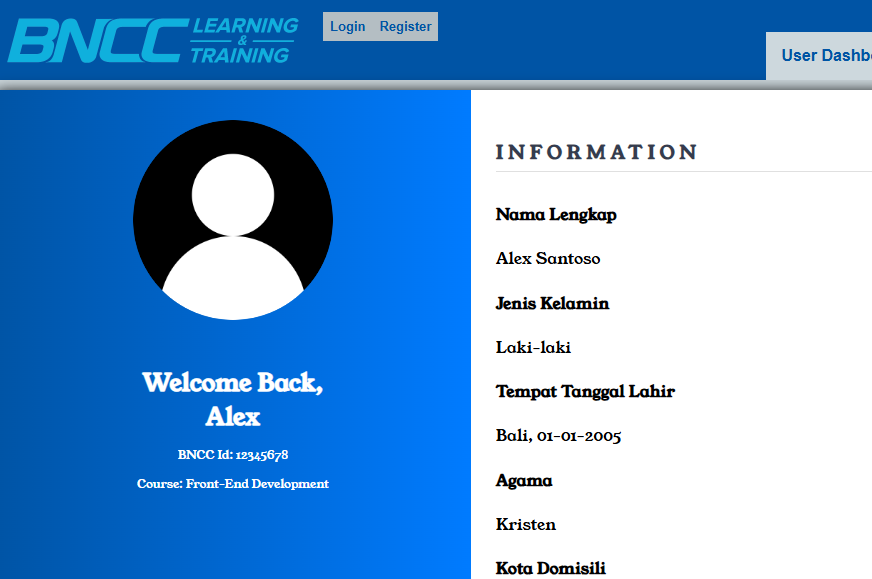 BNCC LEARNING
&
TRAINING
Login Register
User Dashb
Welcome Back,
Alex
BNCC Id: 12345678
Course: Front-End Development
INFORMATION
Nama Lengkap
Alex Santoso
Jenis Kelamin
Laki-laki
Tempat Tanggal Lahir
Bali, 01-01-2005
Agama
Kristen
Kota Domisili